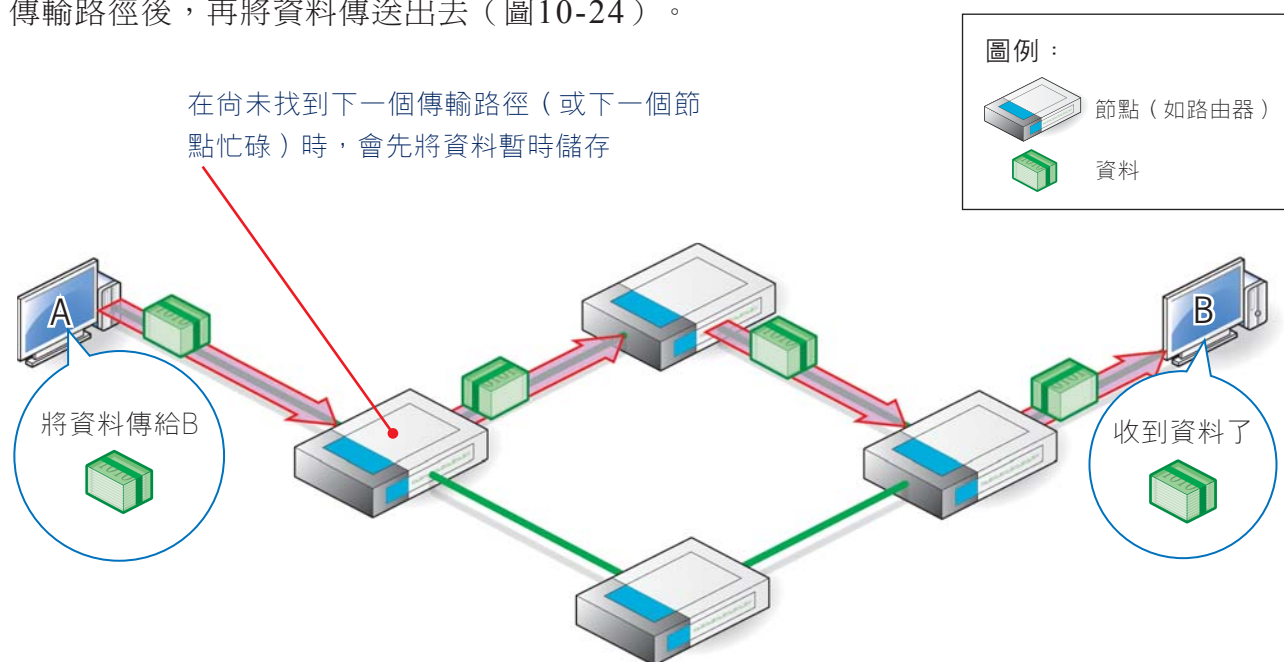 傳輸路徑後，再將資料傳送出去（圖10-24）。
圖例：
節點（如路由器）
資料
在尚未找到下一個傳輸路徑（或下一個節
點忙碌）時，會先將資料暫時儲存
A
B
將資料傳給B
收到資料了